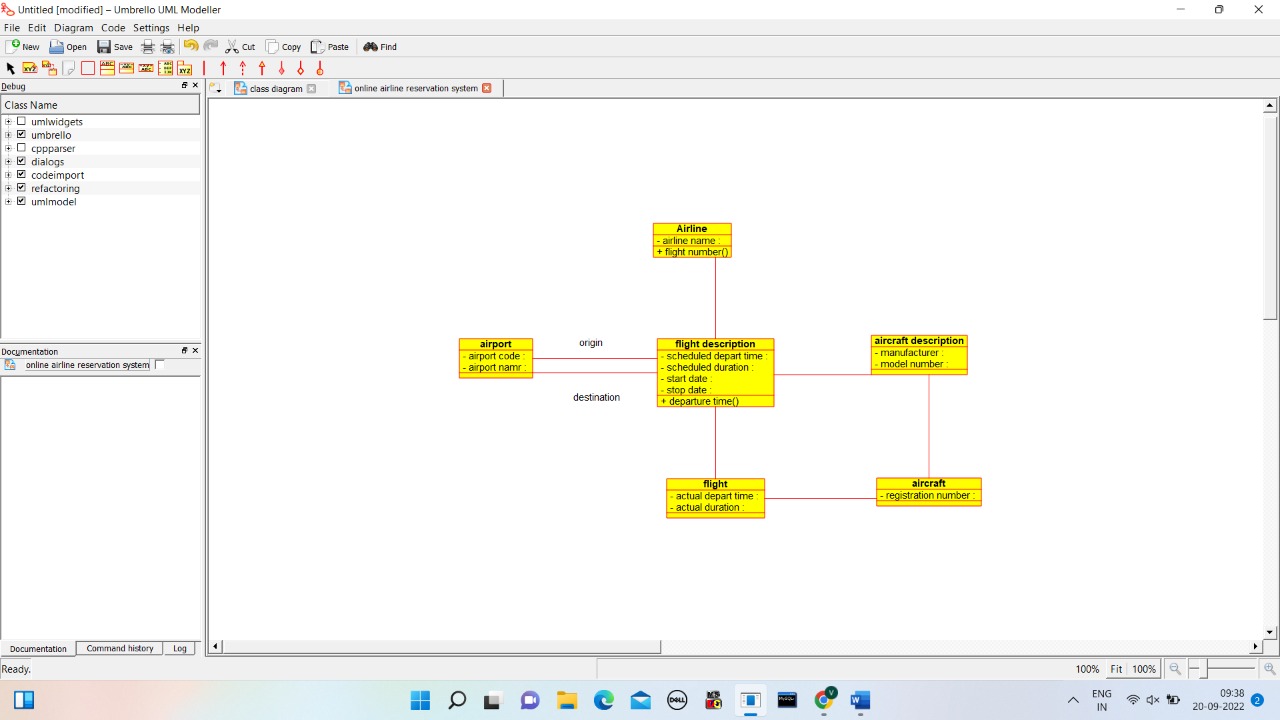 Untitled [modified] – Umbrello UML Modeller
File Edit Diagram Code Settings Help
New Open Save Cut Copy Paste Find
Debug
class diagram
online airline reservation system
Class Name
umlwidgets
umbrello
cppparser
dialogs
codeimport
refactoring
umlmodel
Documentation
online airline reservation system
Airline
- airline name :
+ flight number()
airport
- airport code :
- airport namr :
origin
destination
flight description
- scheduled depart time :
- scheduled duration :
- start date :
- stop date :
+ departure time()
aircraft description
- manufacturer :
- model number :
flight
- actual depart time :
- actual duration :
aircraft
- registration number :
Documentation Command history Log
Ready.
100% Fit 100%
DELL
ENG
IN
09:38
20-09-2022
2